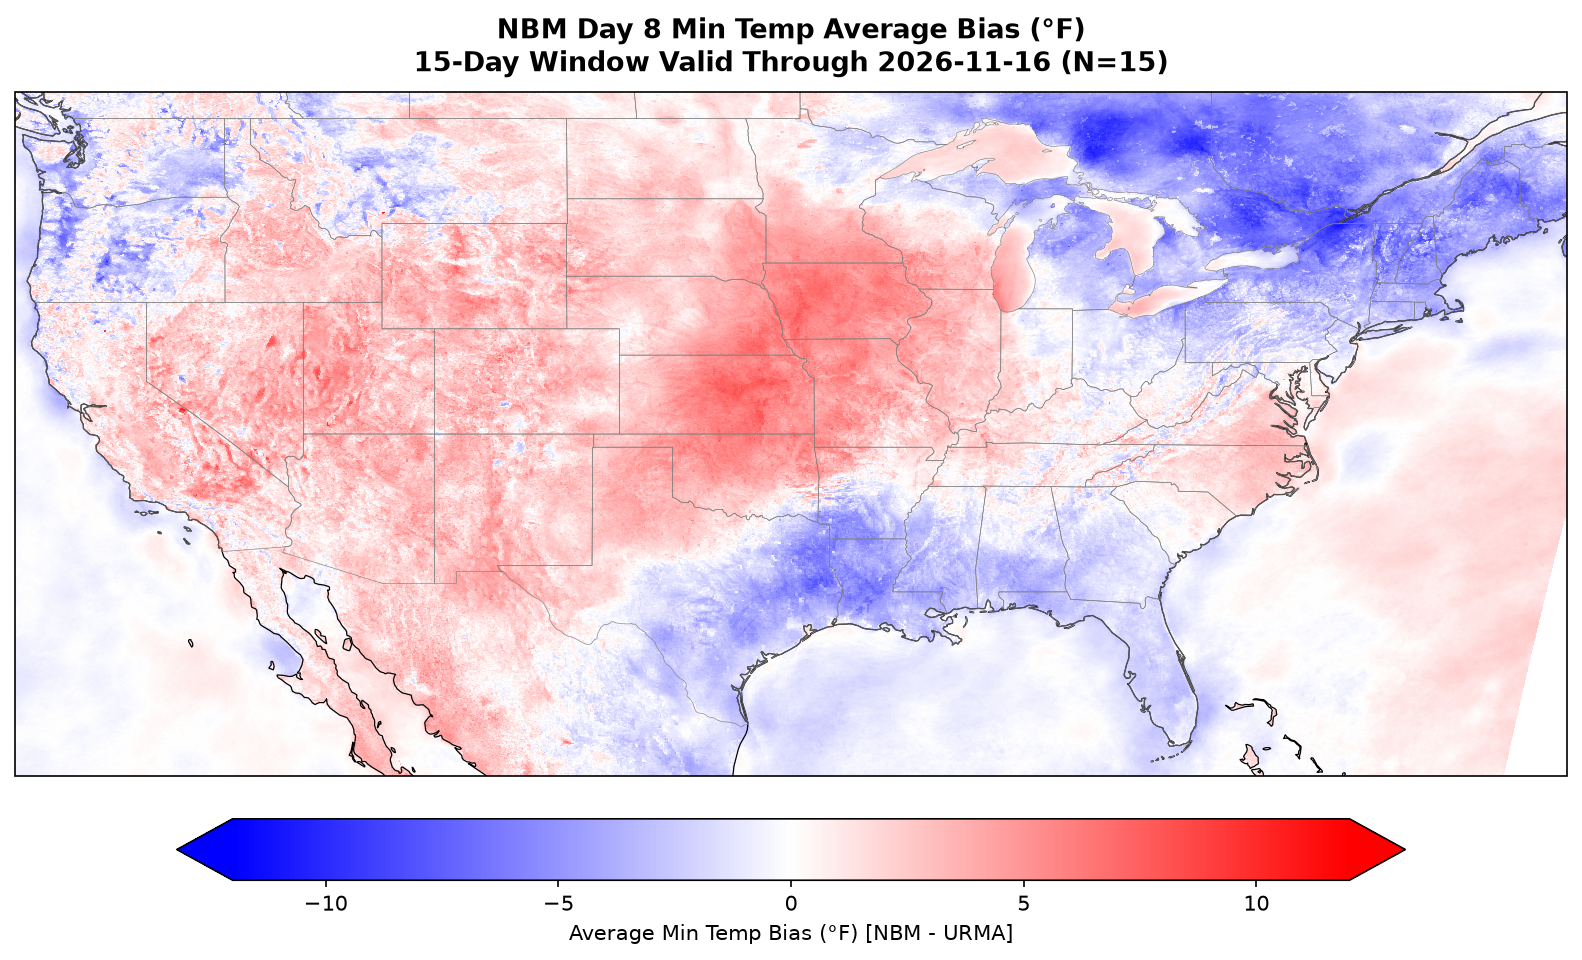 NBM Day 8 Min Temp Average Bias (°F)
15-Day Window Valid Through 2026-11-16 (N=15)
−10 −5 0 5 10
Average Min Temp Bias (°F) [NBM - URMA]